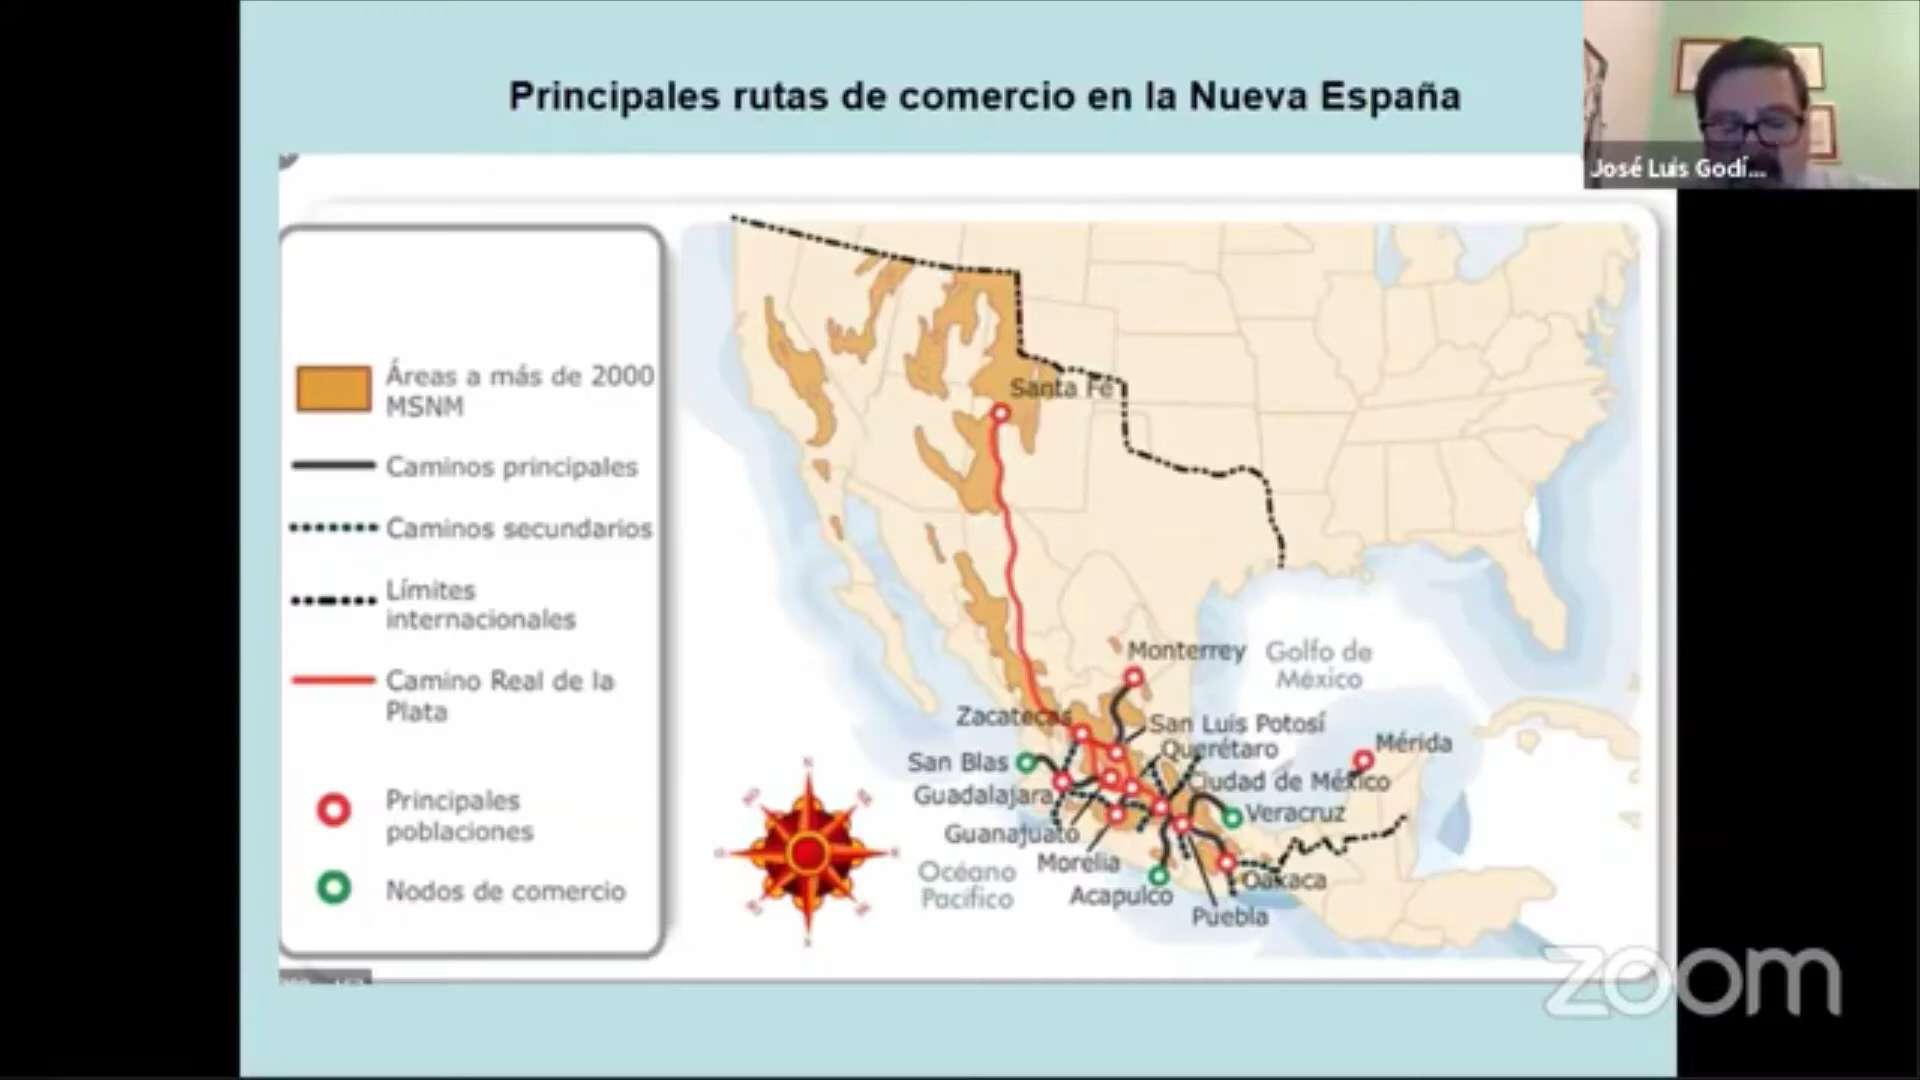 Principales rutas de comercio en la Nueva España
José Luis Godí...
Áreas a más de 2000
MSNM
Caminos principales
Caminos secundarios
Límites
internacionales
Camino Real de la
Plata
Principales
poblaciones
Nodos de comercio
Santa Fé
Monterrey
Golfo de
México
Zacatecas
San Luis Potosí
Querétaro
Mérida
San Blas
Ciudad de México
Guadalajara
Veracruz
Guanajuato
Morelia
Océano
Pacífico
Oaxaca
Acapulco
Puebla
zoom